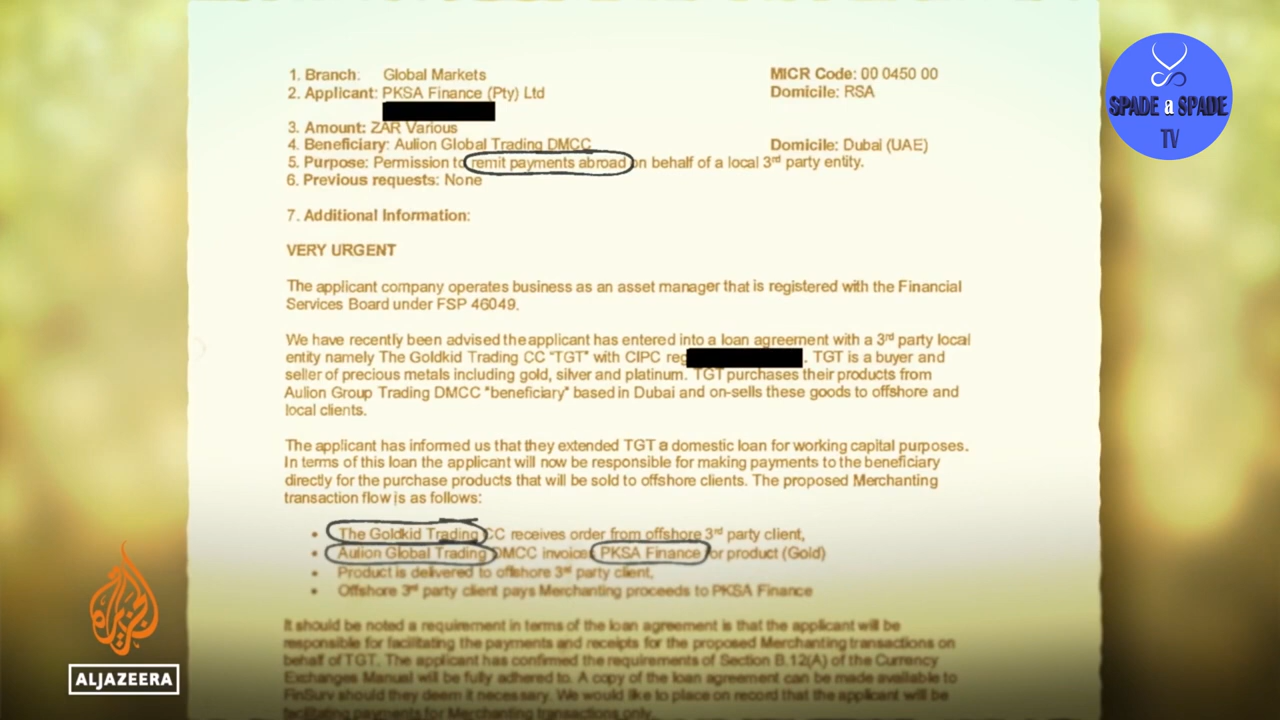 1. Branch: Global Markets MICR Code: 00 0450 00
2. Applicant: PKSA Finance (Pty) Ltd Domicile: RSA
3. Amount: ZAR Various
4. Beneficiary: Aulion Global Trading DMCC Domicile: Dubai (UAE)
5. Purpose: Permission to remit payments abroad on behalf of a local 3rd party entity.
6. Previous requests: None
7. Additional Information:
VERY URGENT
The applicant company operates business as an asset manager that is registered with the Financial
Services Board under FSP 46049.
We have recently been advised the applicant has entered into a loan agreement with a 3rd party local
entity namely The Goldkid Trading CC "TGT" with CIPC reg . TGT is a buyer and
seller of precious metals including gold, silver and platinum. TGT purchases their products from
Aulion Group Trading DMCC "beneficiary" based in Dubai and on-sells these goods to offshore and
local clients.
The applicant has informed us that they extended TGT a domestic loan for working capital purposes.
In terms of this loan the applicant will now be responsible for making payments to the beneficiary
directly for the purchase products that will be sold to offshore clients. The proposed Merchanting
transaction flow is as follows:
• The Goldkid Trading CC receives order from offshore 3rd party client,
• Aulion Global Trading DMCC invoices PKSA Finance for product (Gold)
• Product is delivered to offshore 3rd party client,
• Offshore 3rd party client pays Merchanting proceeds to PKSA Finance
It should be noted a requirement in terms of the loan agreement is that the applicant will be
responsible for facilitating the payments and receipts for the proposed Merchanting transactions on
behalf of TGT. The applicant has confirmed the requirements of Section B.12(A) of the Currency
Exchanges Manual will be fully adhered to. A copy of the loan agreement can be made available to
FinSurv should they deem it necessary. We would like to place on record that the applicant will be
facilitating payments for Merchanting transactions only.
SPADE a SPADE
TV
الجزيرة
ALJAZEERA